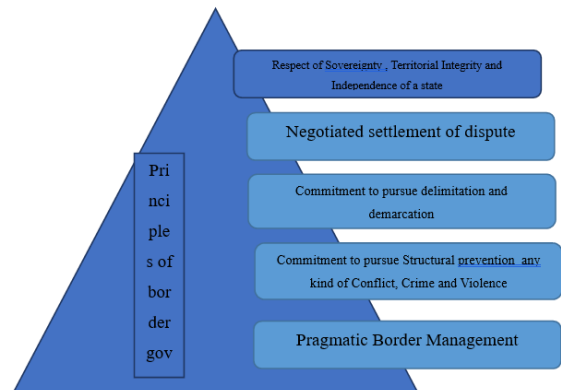 Respect of Sovereignty , Territorial Integrity and
Independence of a state
Negotiated settlement of dispute
Commitment to pursue delimitation and
demarcation
Commitment to pursue Structural prevention any
kind of Conflict, Crime and Violence
Pragmatic Border Management
Pri
nci
ple
s of
bor
der
gov